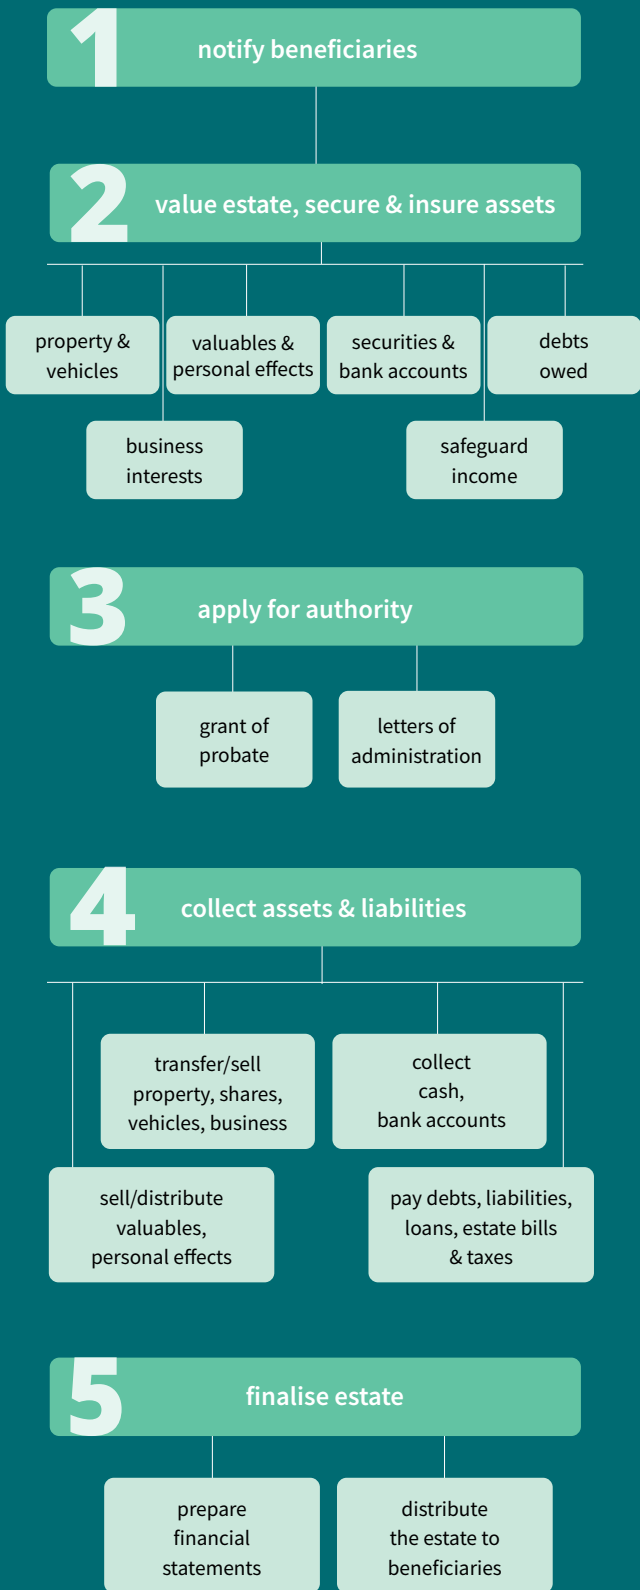 1
notify beneficiaries
2
value estate, secure & insure assets
property &
vehicles
valuables &
personal effects
securities &
bank accounts
debts
owed
business
interests
safeguard
income
3
apply for authority
grant of
probate
letters of
administration
4
collect assets & liabilities
transfer/sell
property, shares,
vehicles, business
collect
cash,
bank accounts
sell/distribute
valuables,
personal effects
pay debts, liabilities,
loans, estate bills
& taxes
5
finalise estate
prepare
financial
statements
distribute
the estate to
beneficiaries